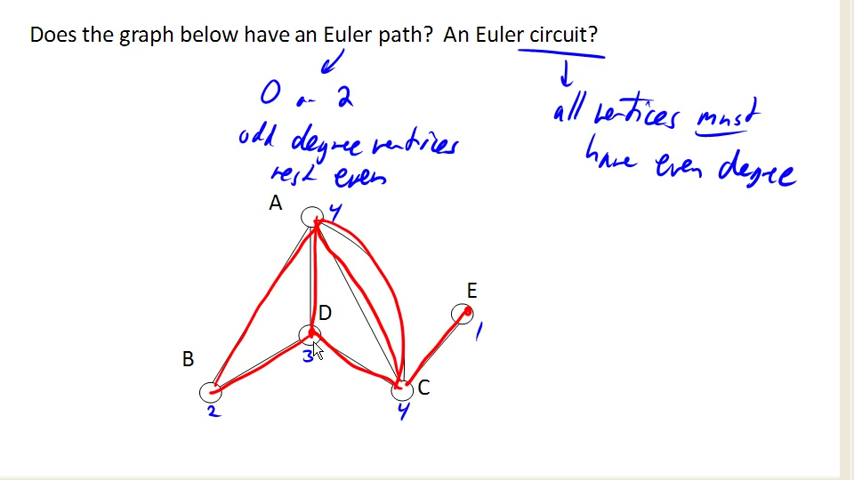 Does the graph below have an Euler path?  An Euler circuit?
0 or 2
odd degree vertices
rest even
all vertices must
have even degree
A 4
E
D
1
B
3
C
2
4